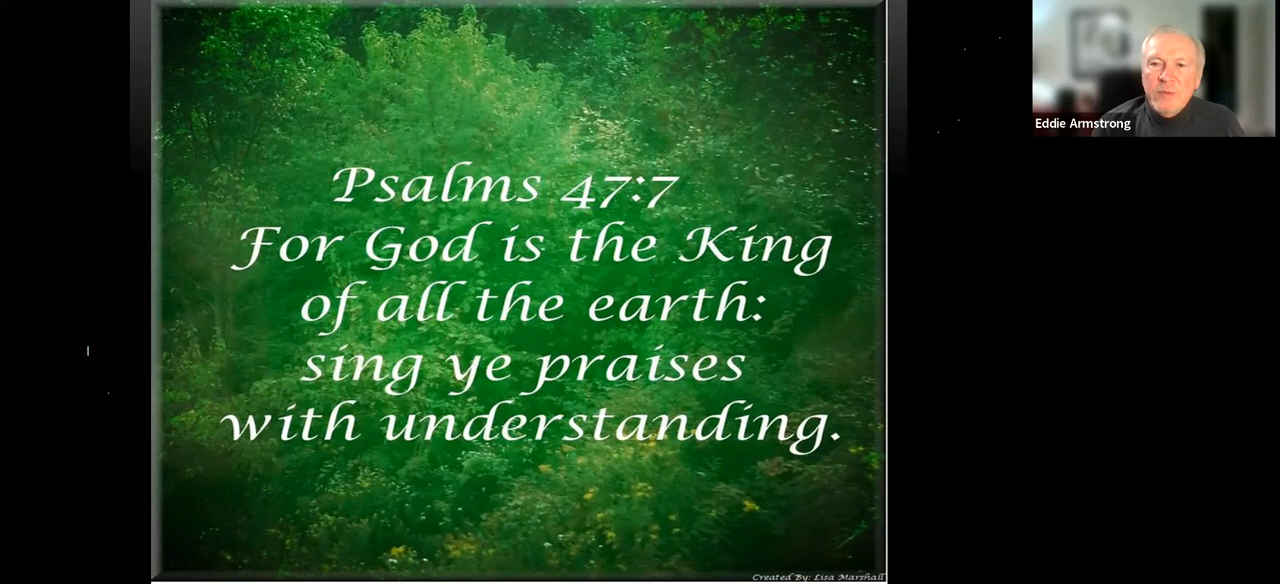 Psalms 47:7
For God is the King
of all the earth:
sing ye praises
with understanding.
Created By: Lisa Marshall
Eddie Armstrong